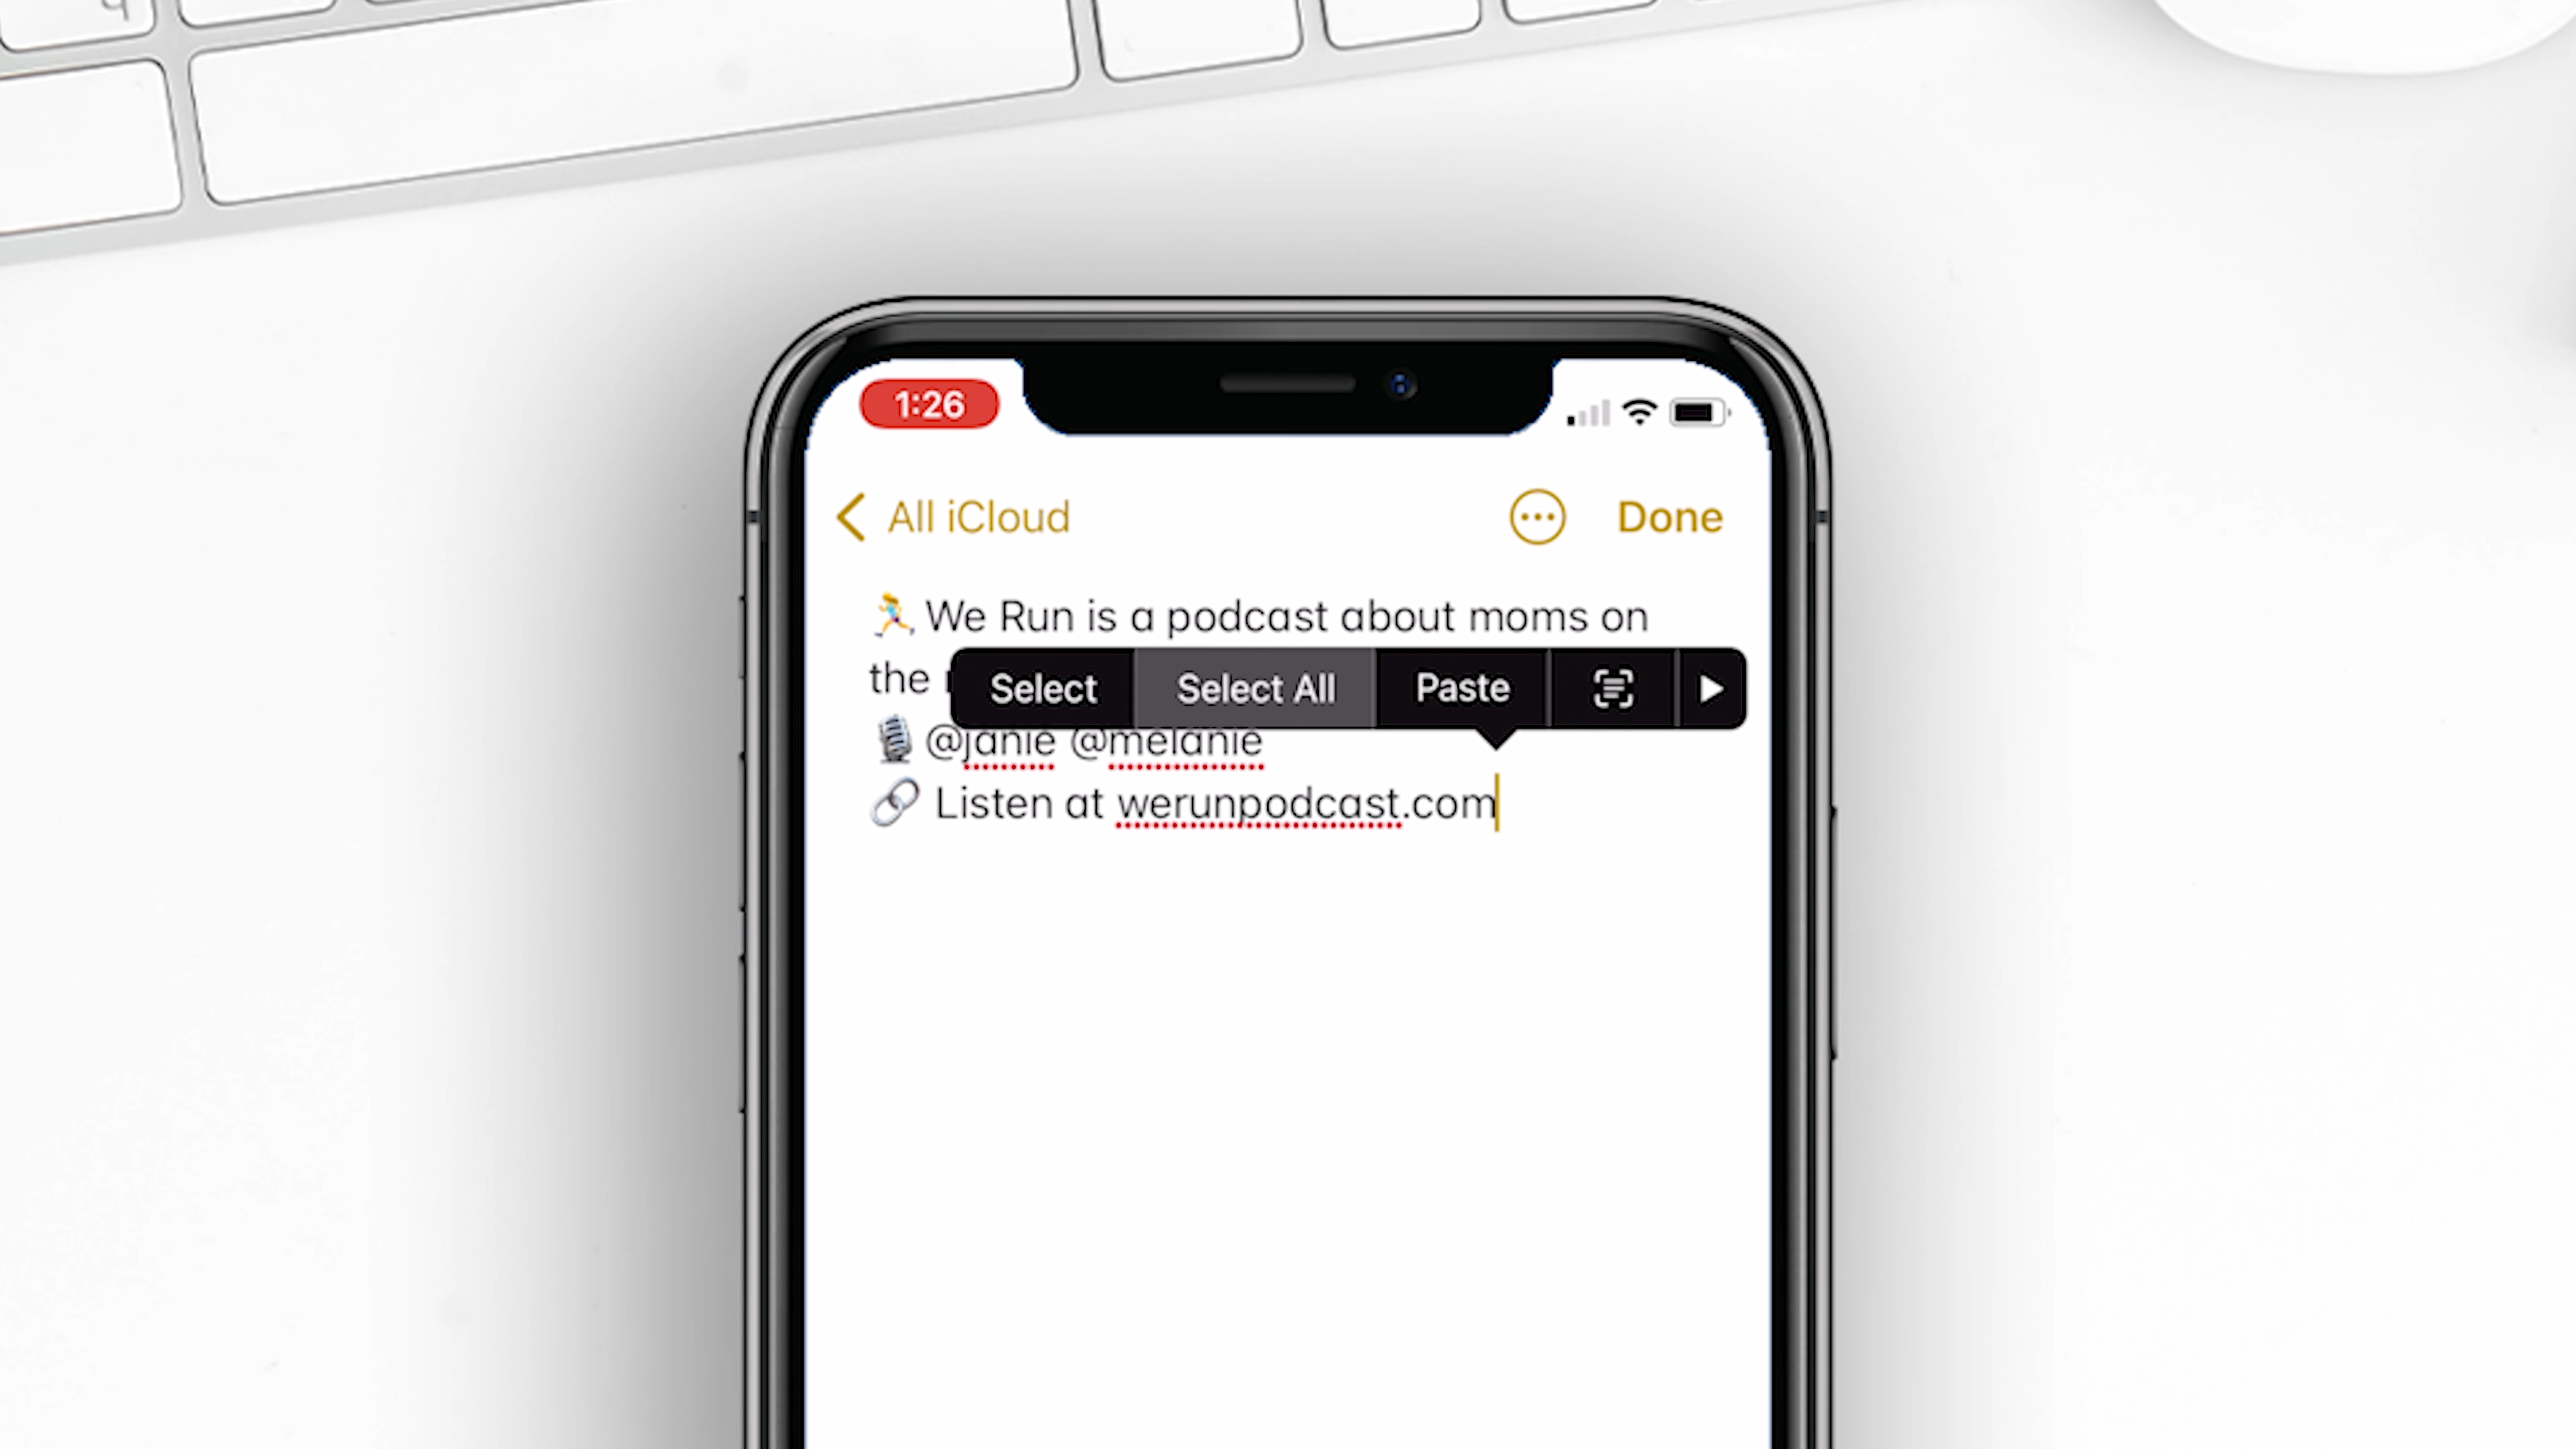 1:26
All iCloud
Done
🏃 We Run is a podcast about moms on
the
Select Select All Paste
🎙 @janie @melanie
🔗 Listen at werunpodcast.com